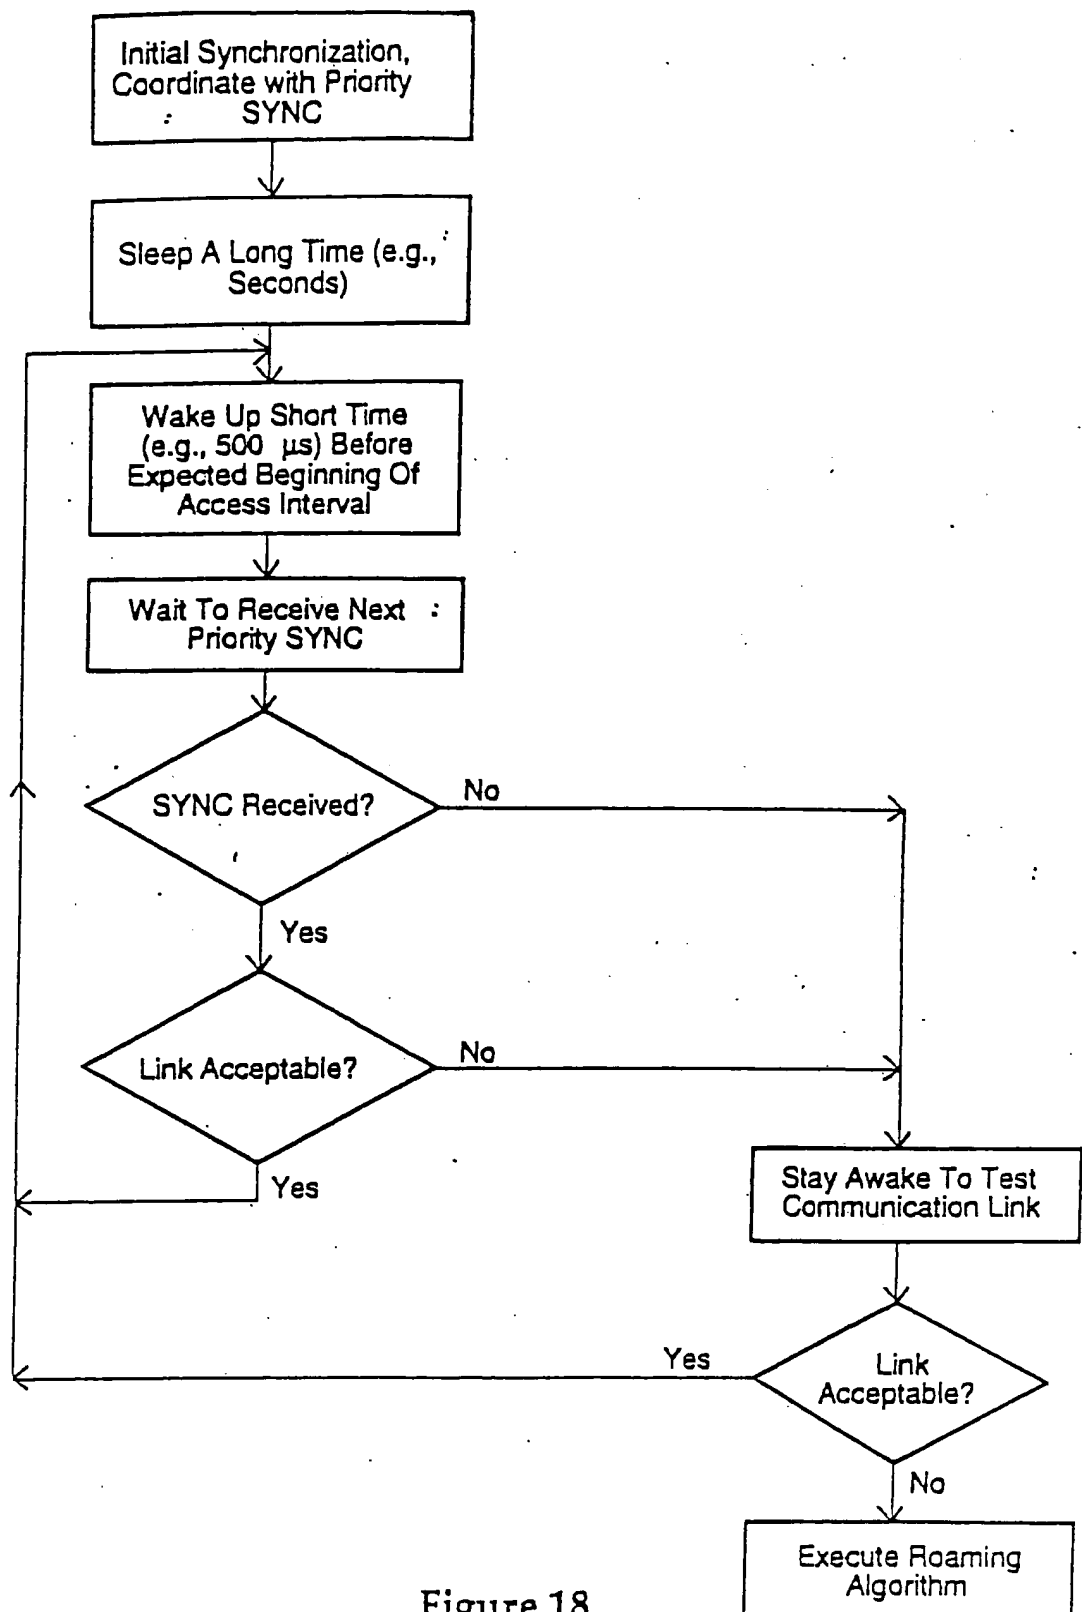 Initial Synchronization,
Coordinate with Priority
SYNC
Sleep A Long Time (e.g.,
Seconds)
Wake Up Short Time
(e.g., 500 µs) Before
Expected Beginning Of
Access Interval
Wait To Receive Next
Priority SYNC
SYNC Received?
No
Yes
Link Acceptable?
No
Yes
Stay Awake To Test
Communication Link
Link
Acceptable?
Yes
No
Execute Roaming
Algorithm
Figure 18